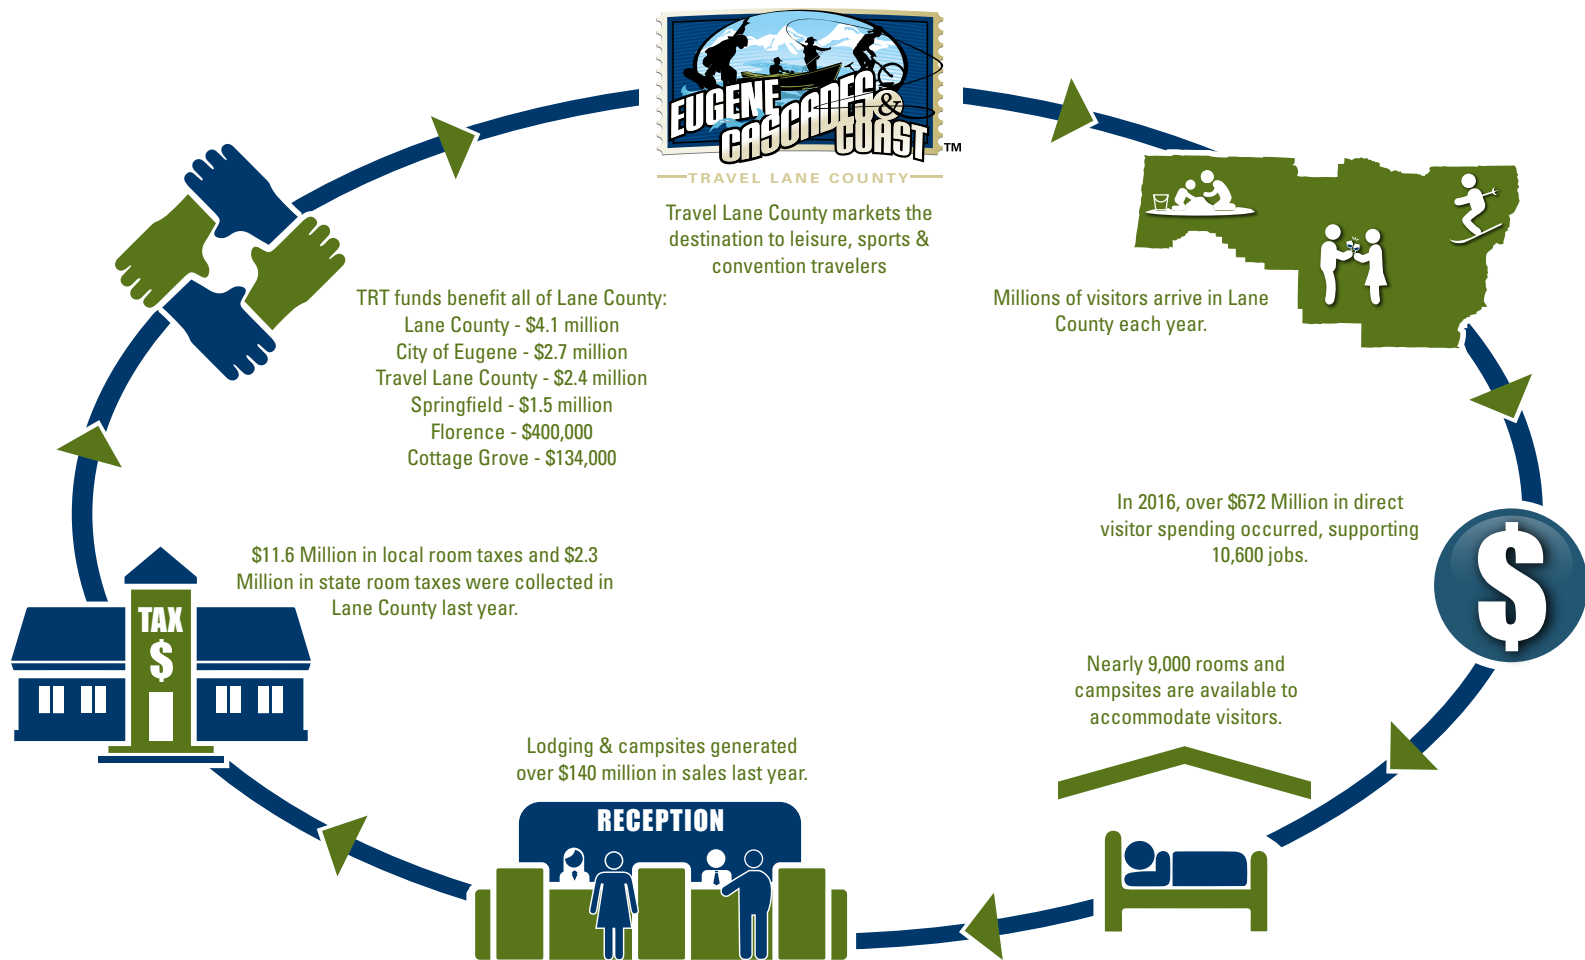 EUGENE
CASCADES &
COAST™
TRAVEL LANE COUNTY
Travel Lane County markets the
destination to leisure, sports &
convention travelers
Millions of visitors arrive in Lane
County each year.
In 2016, over $672 Million in direct
visitor spending occurred, supporting
10,600 jobs.
$
Nearly 9,000 rooms and
campsites are available to
accommodate visitors.
Lodging & campsites generated
over $140 million in sales last year.
RECEPTION
$11.6 Million in local room taxes and $2.3
Million in state room taxes were collected in
Lane County last year.
TAX
$
TRT funds benefit all of Lane County:
Lane County - $4.1 million
City of Eugene - $2.7 million
Travel Lane County - $2.4 million
Springfield - $1.5 million
Florence - $400,000
Cottage Grove - $134,000